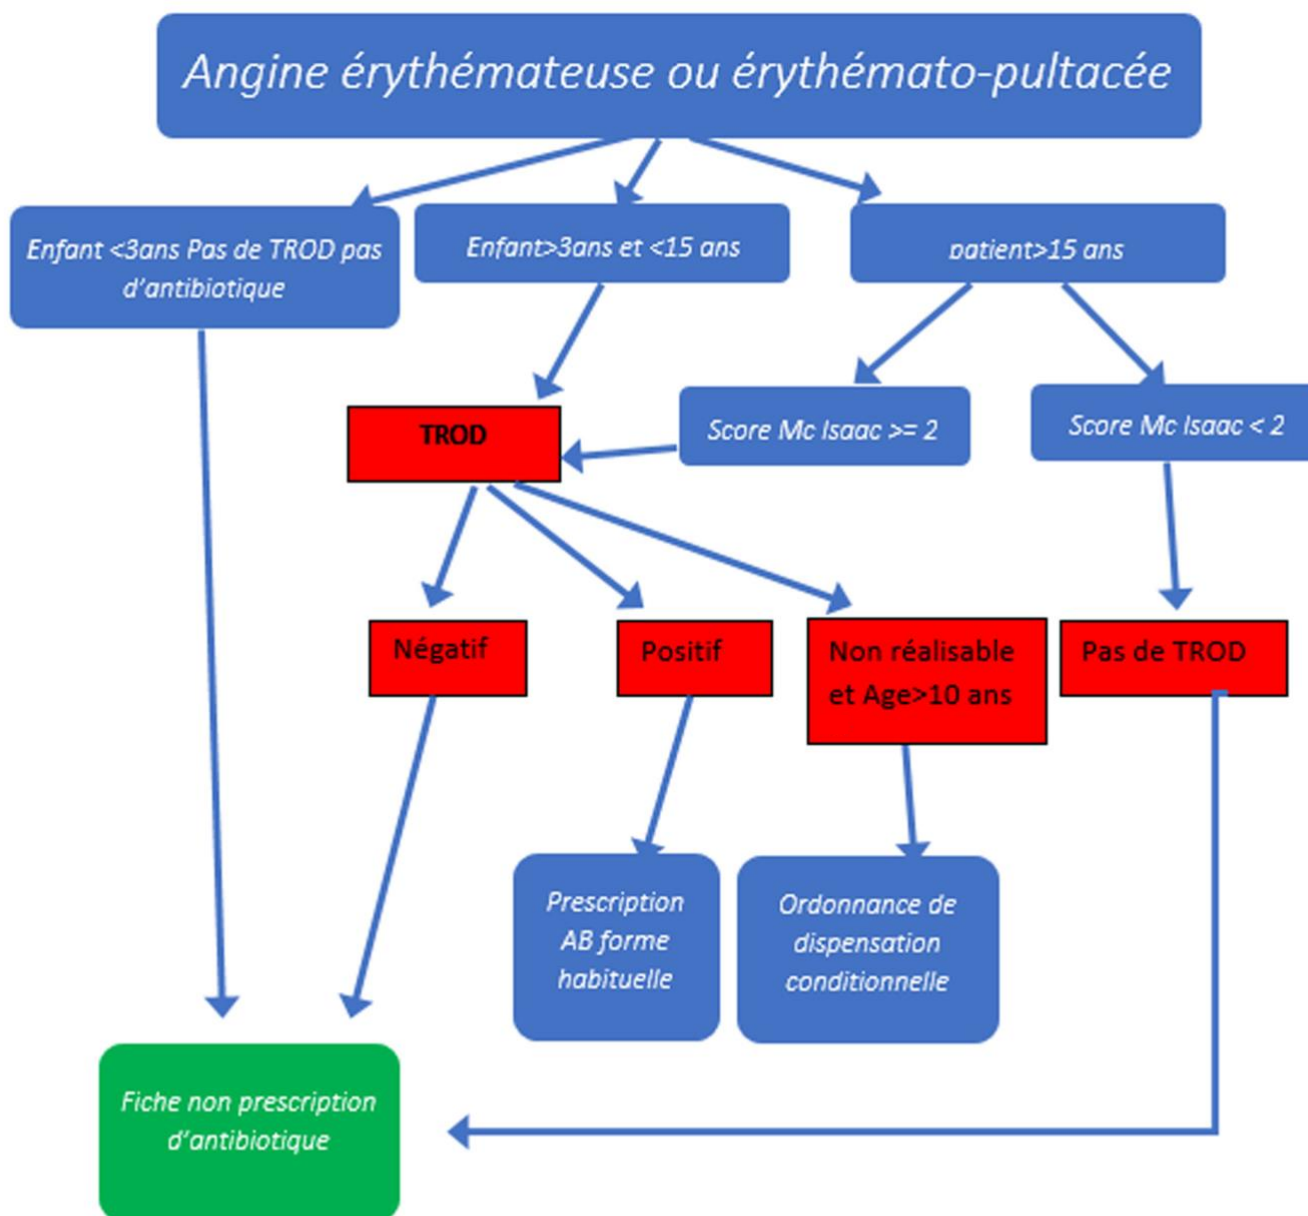 Angine érythémateuse ou érythémato-pultacée
Enfant <3ans Pas de TROD pas
d'antibiotique
Enfant>3ans et <15 ans
patient>15 ans
TROD
Score Mc Isaac >= 2
Score Mc Isaac < 2
Négatif
Positif
Non réalisable
et Age>10 ans
Pas de TROD
Prescription
AB forme
habituelle
Ordonnance de
dispensation
conditionnelle
Fiche non prescription
d'antibiotique